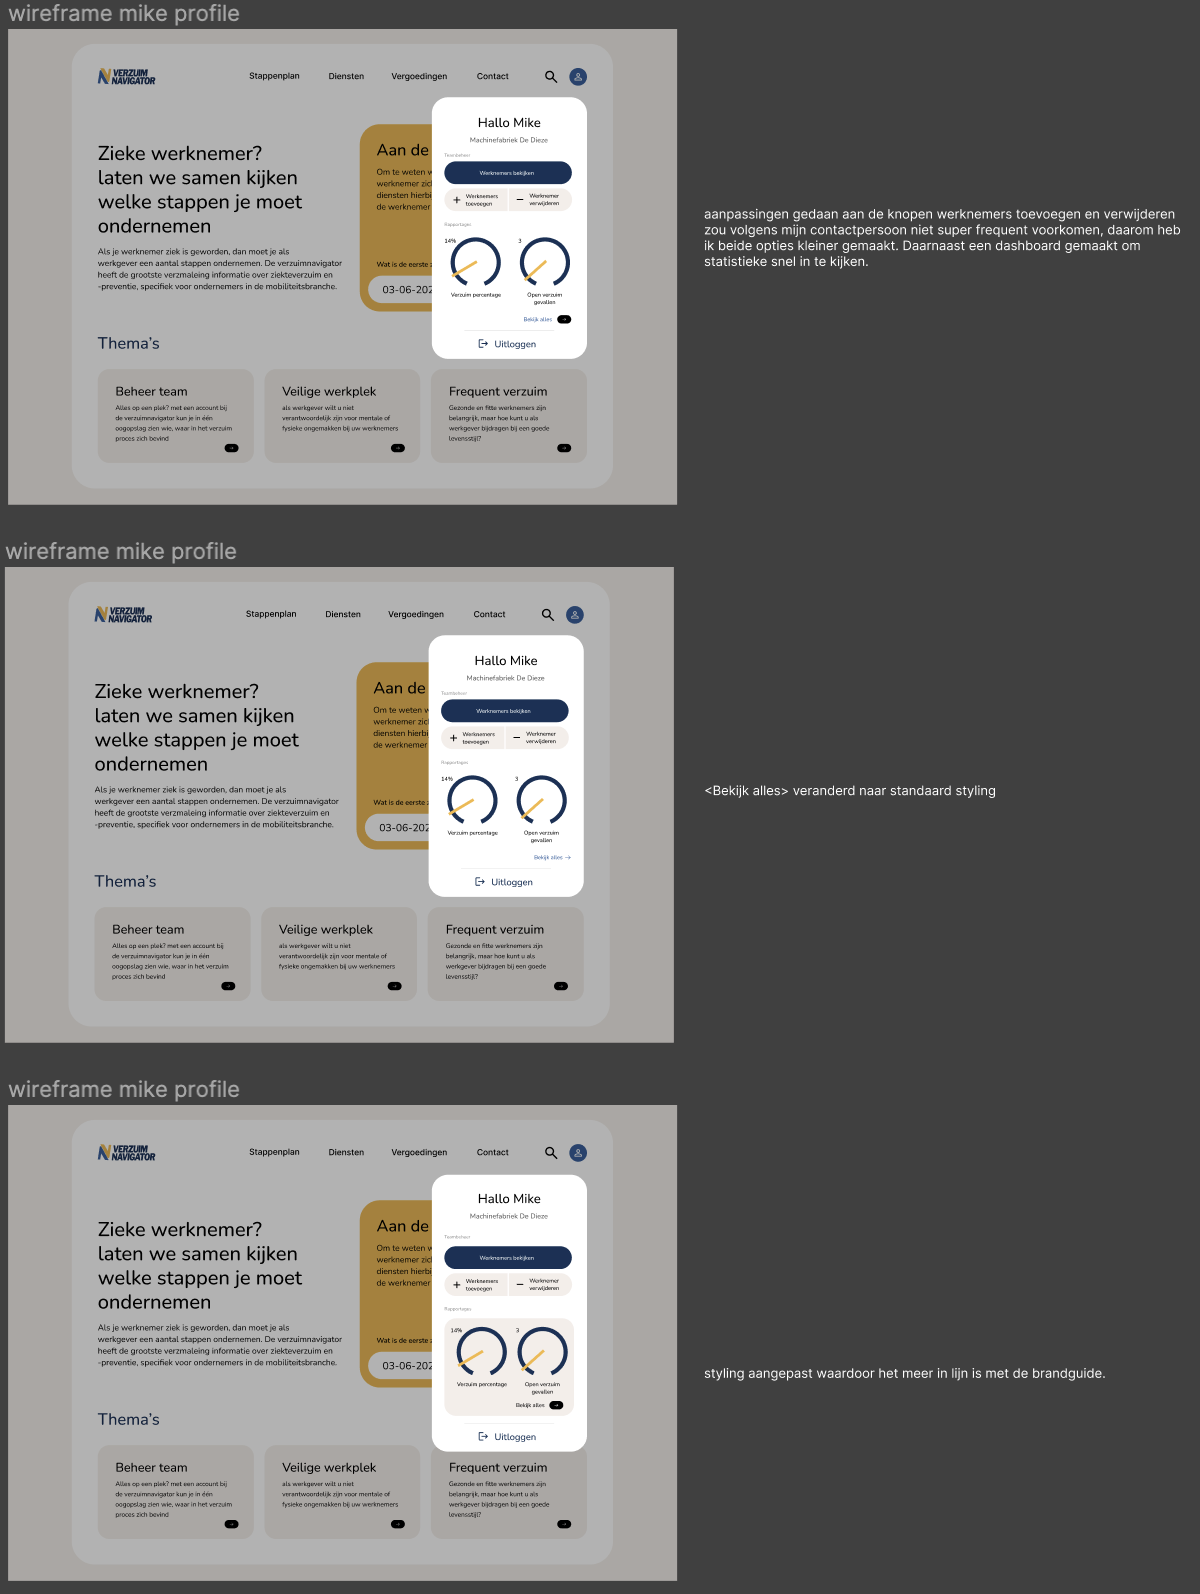 wireframe mike profile
VERZUIM
NAVIGATOR
Stappenplan
Diensten
Vergoedingen
Contact
Hallo Mike
Machinefabriek De Dieze
Teambeheer
Werknemers bekijken
Werknemers
toevoegen
Werknemer
verwijderen
Rapportages
14%
3
Verzuim percentage
Open verzuim
gevallen
Bekijk alles
Uitloggen
Zieke werknemer?
laten we samen kijken
welke stappen je moet
ondernemen
Als je werknemer ziek is geworden, dan moet je als
werkgever een aantal stappen ondernemen. De verzuimnavigator
heeft de grootste verzmaleing informatie over ziekteverzuim en
-preventie, specifiek voor ondernemers in de mobiliteitsbranche.
Aan de
Om te weten w
werknemer zic
diensten hierbi
de werknemer
Wat is de eerste z
03-06-202
Thema's
Beheer team
Alles op een plek? met een account bij
de verzuimnavigator kun je in één
oogopslag zien wie, waar in het verzuim
proces zich bevind
Veilige werkplek
als werkgever wilt u niet
verantwoordelijk zijn voor mentale of
fysieke ongemakken bij uw werknemers
Frequent verzuim
Gezonde en fitte werknemers zijn
belangrijk, maar hoe kunt u als
werkgever bijdragen bij een goede
levensstijl?
aanpassingen gedaan aan de knopen werknemers toevoegen en verwijderen
zou volgens mijn contactpersoon niet super frequent voorkomen, daarom heb
ik beide opties kleiner gemaakt. Daarnaast een dashboard gemaakt om
statistieke snel in te kijken.
wireframe mike profile
VERZUIM
NAVIGATOR
Stappenplan
Diensten
Vergoedingen
Contact
Hallo Mike
Machinefabriek De Dieze
Teambeheer
Werknemers bekijken
Werknemers
toevoegen
Werknemer
verwijderen
Rapportages
14%
3
Verzuim percentage
Open verzuim
gevallen
Bekijk alles
Uitloggen
Zieke werknemer?
laten we samen kijken
welke stappen je moet
ondernemen
Als je werknemer ziek is geworden, dan moet je als
werkgever een aantal stappen ondernemen. De verzuimnavigator
heeft de grootste verzmaleing informatie over ziekteverzuim en
-preventie, specifiek voor ondernemers in de mobiliteitsbranche.
Aan de
Om te weten w
werknemer zic
diensten hierbi
de werknemer
Wat is de eerste z
03-06-202
Thema's
Beheer team
Alles op een plek? met een account bij
de verzuimnavigator kun je in één
oogopslag zien wie, waar in het verzuim
proces zich bevind
Veilige werkplek
als werkgever wilt u niet
verantwoordelijk zijn voor mentale of
fysieke ongemakken bij uw werknemers
Frequent verzuim
Gezonde en fitte werknemers zijn
belangrijk, maar hoe kunt u als
werkgever bijdragen bij een goede
levensstijl?
<Bekijk alles> veranderd naar standaard styling
wireframe mike profile
VERZUIM
NAVIGATOR
Stappenplan
Diensten
Vergoedingen
Contact
Hallo Mike
Machinefabriek De Dieze
Teambeheer
Werknemers bekijken
Werknemers
toevoegen
Werknemer
verwijderen
Rapportages
14%
3
Verzuim percentage
Open verzuim
gevallen
Bekijk alles
Uitloggen
Zieke werknemer?
laten we samen kijken
welke stappen je moet
ondernemen
Als je werknemer ziek is geworden, dan moet je als
werkgever een aantal stappen ondernemen. De verzuimnavigator
heeft de grootste verzmaleing informatie over ziekteverzuim en
-preventie, specifiek voor ondernemers in de mobiliteitsbranche.
Aan de
Om te weten w
werknemer zic
diensten hierbi
de werknemer
Wat is de eerste z
03-06-202
Thema's
Beheer team
Alles op een plek? met een account bij
de verzuimnavigator kun je in één
oogopslag zien wie, waar in het verzuim
proces zich bevind
Veilige werkplek
als werkgever wilt u niet
verantwoordelijk zijn voor mentale of
fysieke ongemakken bij uw werknemers
Frequent verzuim
Gezonde en fitte werknemers zijn
belangrijk, maar hoe kunt u als
werkgever bijdragen bij een goede
levensstijl?
styling aangepast waardoor het meer in lijn is met de brandguide.